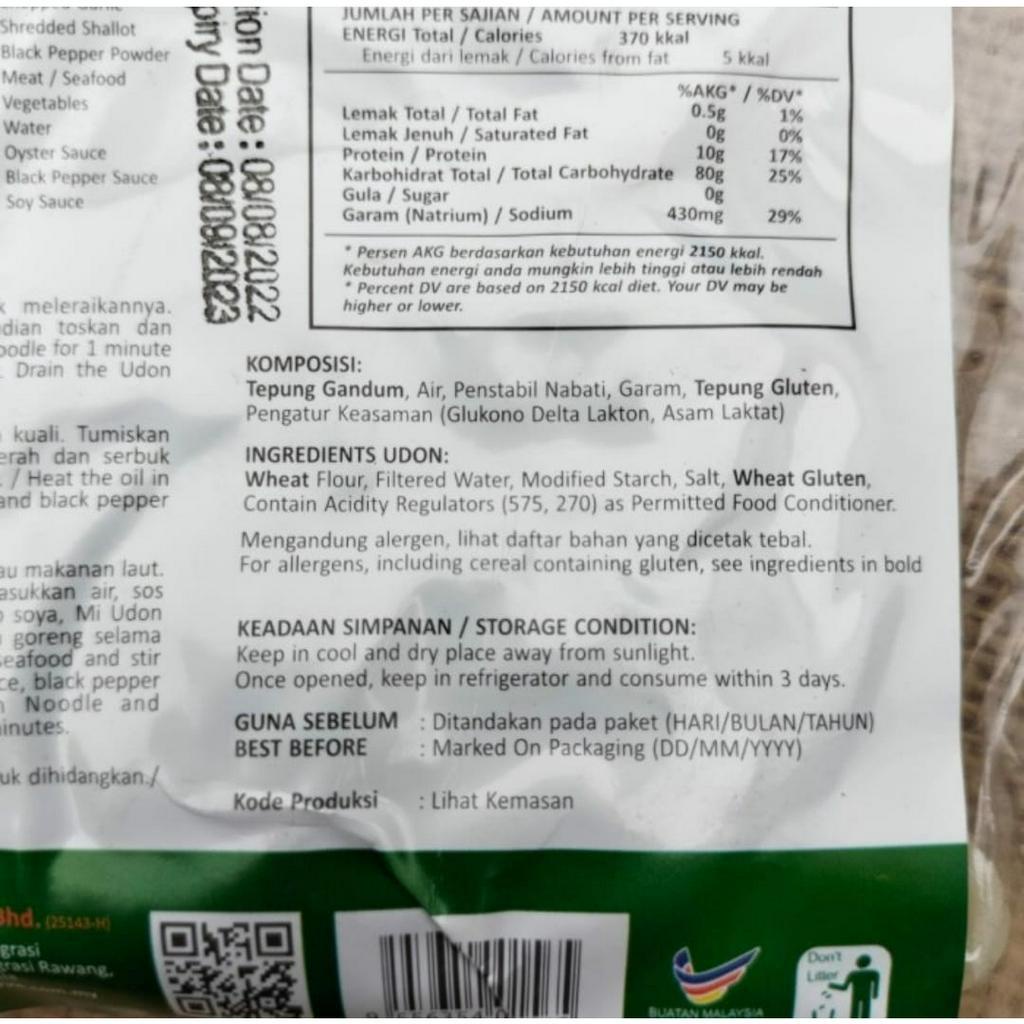 Shredded Shallot
Black Pepper Powder
Meat / Seafood
Vegetables
Water
Oyster Sauce
Black Pepper Sauce
Soy Sauce
meleraikannya.
toskan dan
for 1 minute
Drain the Udon
kuali. Tumiskan
dan serbuk
/ Heat the oil in
and black pepper
makanan laut.
air, sos
soya, Mi Udon
goreng selama
and stir
black pepper
Noodle and
dihidangkan./
Date : 08/08/2022
Date : 08/08/2023
JUMLAH PER SAJIAN / AMOUNT PER SERVING
ENERGI Total / Calories 370 kkal
Energi dari lemak / Calories from fat 5 kkal
%AKG* / %DV*
Lemak Total / Total Fat 0.5g 1%
Lemak Jenuh / Saturated Fat 0g 0%
Protein / Protein 10g 17%
Karbohidrat Total / Total Carbohydrate 80g 25%
Gula / Sugar 0g
Garam (Natrium) / Sodium 430mg 29%
* Persen AKG berdasarkan kebutuhan energi 2150 kkal.
Kebutuhan energi anda mungkin lebih tinggi atau lebih rendah
* Percent DV are based on 2150 kcal diet. Your DV may be
higher or lower.
KOMPOSISI:
Tepung Gandum, Air, Penstabil Nabati, Garam, Tepung Gluten,
Pengatur Keasaman (Glukono Delta Lakton, Asam Laktat)
INGREDIENTS UDON:
Wheat Flour, Filtered Water, Modified Starch, Salt, Wheat Gluten,
Contain Acidity Regulators (575, 270) as Permitted Food Conditioner.
Mengandung alergen, lihat daftar bahan yang dicetak tebal.
For allergens, including cereal containing gluten, see ingredients in bold
KEADAAN SIMPANAN / STORAGE CONDITION:
Keep in cool and dry place away from sunlight.
Once opened, keep in refrigerator and consume within 3 days.
GUNA SEBELUM : Ditandakan pada paket (HARI/BULAN/TAHUN)
BEST BEFORE : Marked On Packaging (DD/MM/YYYY)
Kode Produksi : Lihat Kemasan
Bhd. (25143-H)
Rawang,
BUATAN MALAYSIA
Don't
Litter